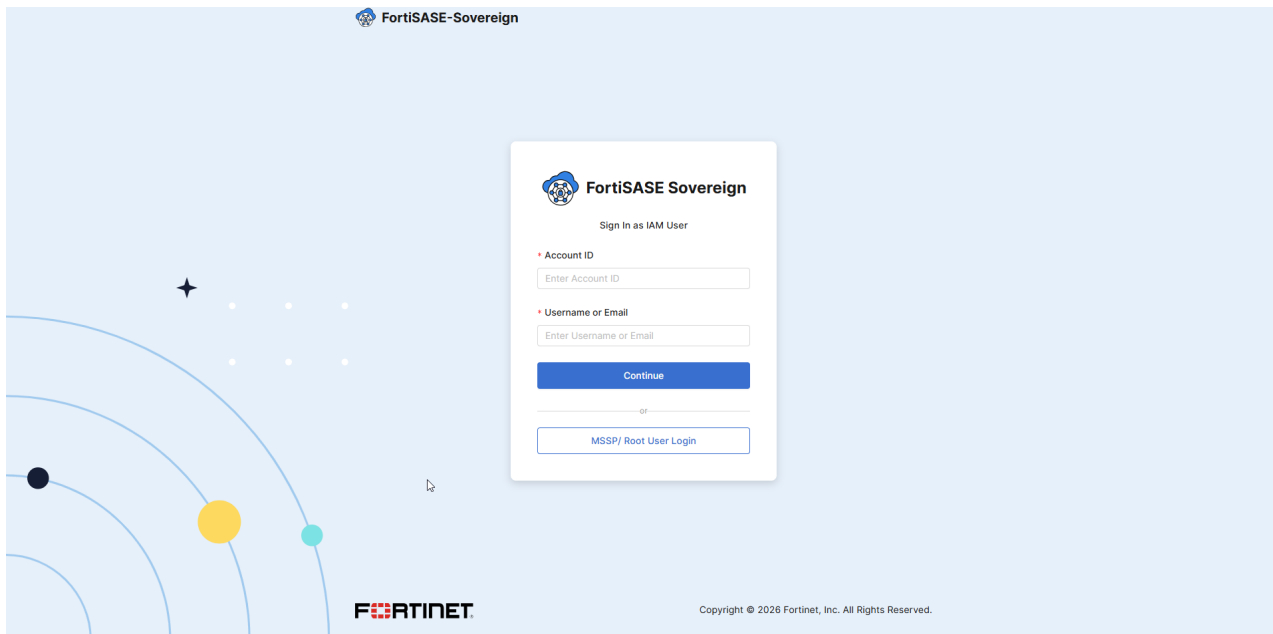 FortiSASE-Sovereign
FortiSASE Sovereign
Sign In as IAM User
* Account ID
Enter Account ID
* Username or Email
Enter Username or Email
Continue
or
MSSP/ Root User Login
FORTINET®
Copyright © 2026 Fortinet, Inc. All Rights Reserved.